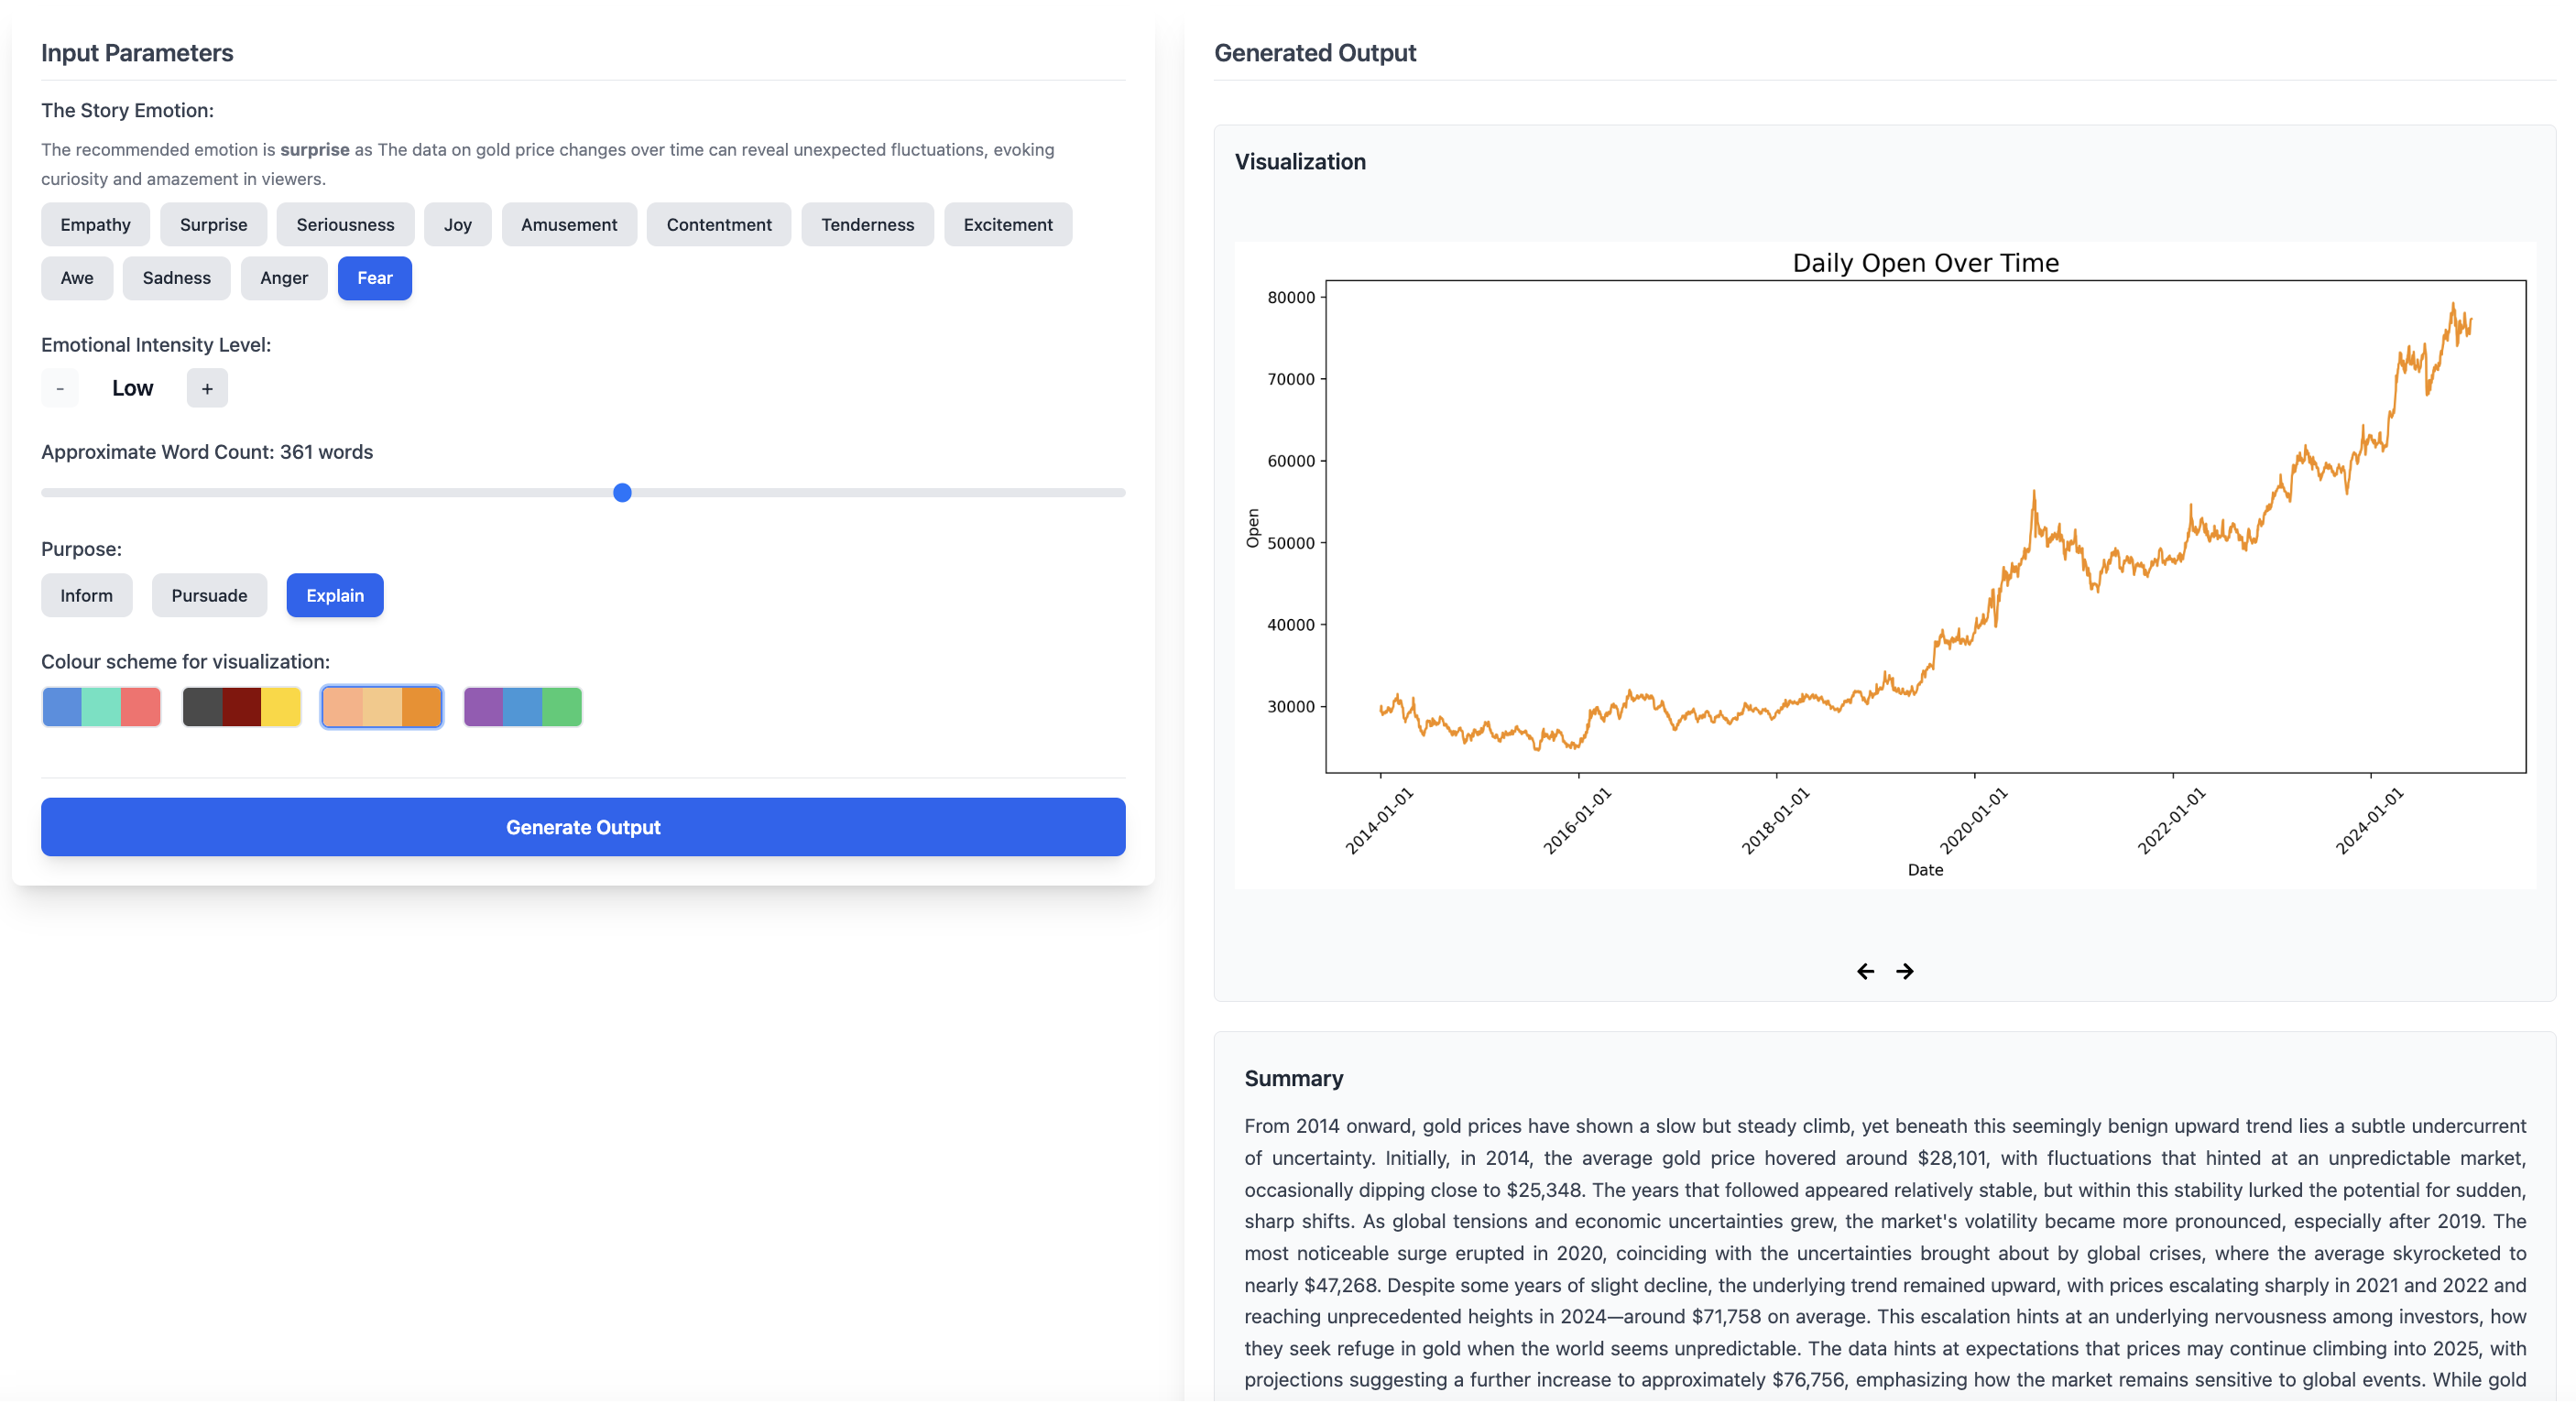 Input Parameters
The Story Emotion:
The recommended emotion is surprise as The data on gold price changes over time can reveal unexpected fluctuations, evoking
curiosity and amazement in viewers.
Empathy Surprise Seriousness Joy Amusement Contentment Tenderness Excitement
Awe Sadness Anger Fear
Emotional Intensity Level:
- Low +
Approximate Word Count: 361 words
Purpose:
Inform Pursuade Explain
Colour scheme for visualization:
Generate Output
Generated Output
Visualization
Daily Open Over Time
80000
70000
60000
50000
40000
30000
Open
2014-01-01 2016-01-01 2018-01-01 2020-01-01 2022-01-01 2024-01-01
Date
Summary
From 2014 onward, gold prices have shown a slow but steady climb, yet beneath this seemingly benign upward trend lies a subtle undercurrent
of uncertainty. Initially, in 2014, the average gold price hovered around $28,101, with fluctuations that hinted at an unpredictable market,
occasionally dipping close to $25,348. The years that followed appeared relatively stable, but within this stability lurked the potential for sudden,
sharp shifts. As global tensions and economic uncertainties grew, the market's volatility became more pronounced, especially after 2019. The
most noticeable surge erupted in 2020, coinciding with the uncertainties brought about by global crises, where the average skyrocketed to
nearly $47,268. Despite some years of slight decline, the underlying trend remained upward, with prices escalating sharply in 2021 and 2022 and
reaching unprecedented heights in 2024—around $71,758 on average. This escalation hints at an underlying nervousness among investors, how
they seek refuge in gold when the world seems unpredictable. The data hints at expectations that prices may continue climbing into 2025, with
projections suggesting a further increase to approximately $76,756, emphasizing how the market remains sensitive to global events. While gold